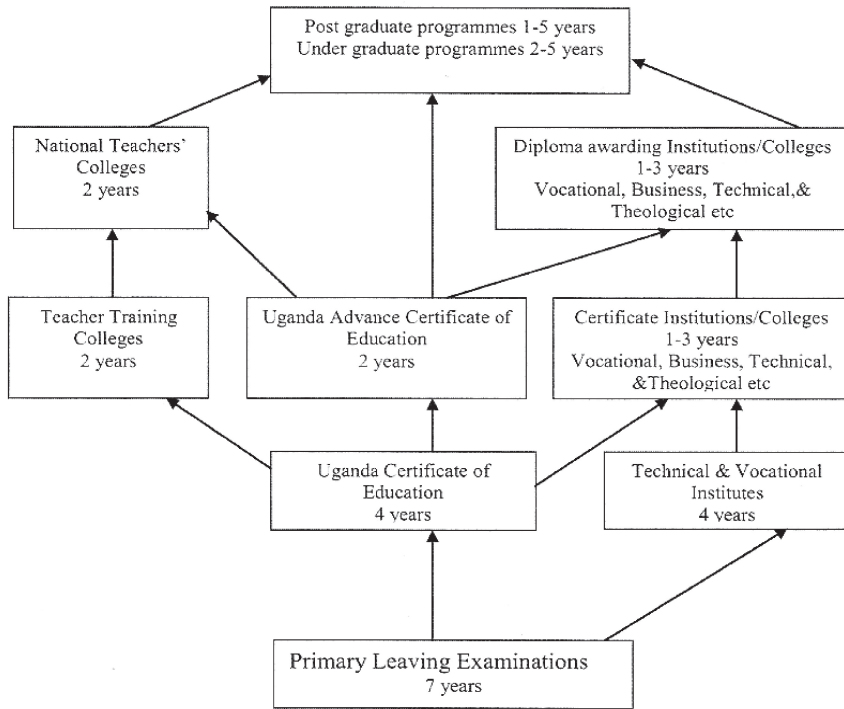 Post graduate programmes 1-5 years
Under graduate programmes 2-5 years
National Teachers'
Colleges
2 years
Diploma awarding Institutions/Colleges
1-3 years
Vocational, Business, Technical,&
Theological etc
Teacher Training
Colleges
2 years
Uganda Advance Certificate of
Education
2 years
Certificate Institutions/Colleges
1-3 years
Vocational, Business, Technical,
&Theological etc
Uganda Certificate of
Education
4 years
Technical & Vocational
Institutes
4 years
Primary Leaving Examinations
7 years